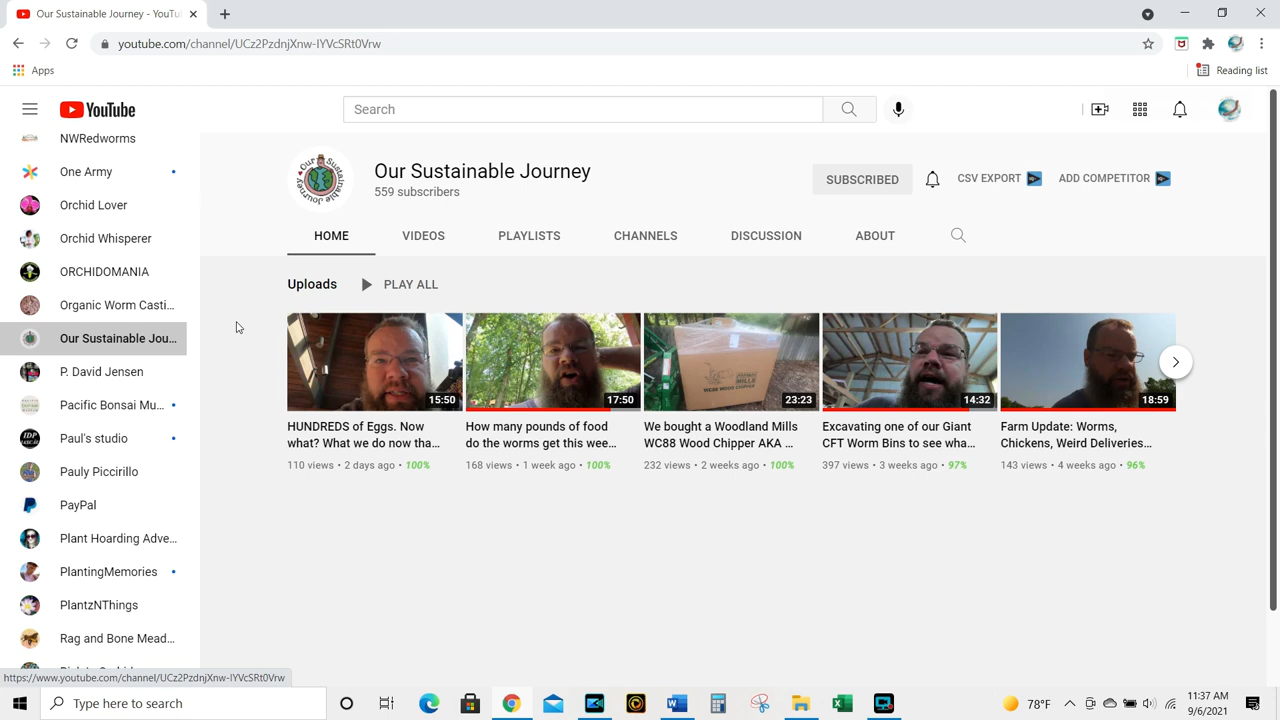 Our Sustainable Journey - YouTu
youtube.com/channel/UCz2PzdnjXnw-IYVcSRt0Vrw
Apps
Reading list
YouTube
Search
NWRedworms
One Army
Orchid Lover
Orchid Whisperer
ORCHIDOMANIA
Organic Worm Casti...
Our Sustainable Jou...
P. David Jensen
Pacific Bonsai Mu...
Paul's studio
Pauly Piccirillo
PayPal
Plant Hoarding Adve...
PlantingMemories
PlantzNThings
Rag and Bone Mead...
Our Sustainable Journey
Our Sustainable Journey
559 subscribers
SUBSCRIBED
CSV EXPORT
ADD COMPETITOR
HOME VIDEOS PLAYLISTS CHANNELS DISCUSSION ABOUT
Uploads PLAY ALL
15:50
HUNDREDS of Eggs. Now
what? What we do now tha...
110 views • 2 days ago • 100%
17:50
How many pounds of food
do the worms get this wee...
168 views • 1 week ago • 100%
23:23
We bought a Woodland Mills
WC88 Wood Chipper AKA ...
232 views • 2 weeks ago • 100%
14:32
Excavating one of our Giant
CFT Worm Bins to see wha...
397 views • 3 weeks ago • 97%
18:59
Farm Update: Worms,
Chickens, Weird Deliveries...
143 views • 4 weeks ago • 96%
https://www.youtube.com/channel/UCz2PzdnjXnw-IYVcSRt0Vrw
Type here to search
78°F
11:37 AM
9/6/2021